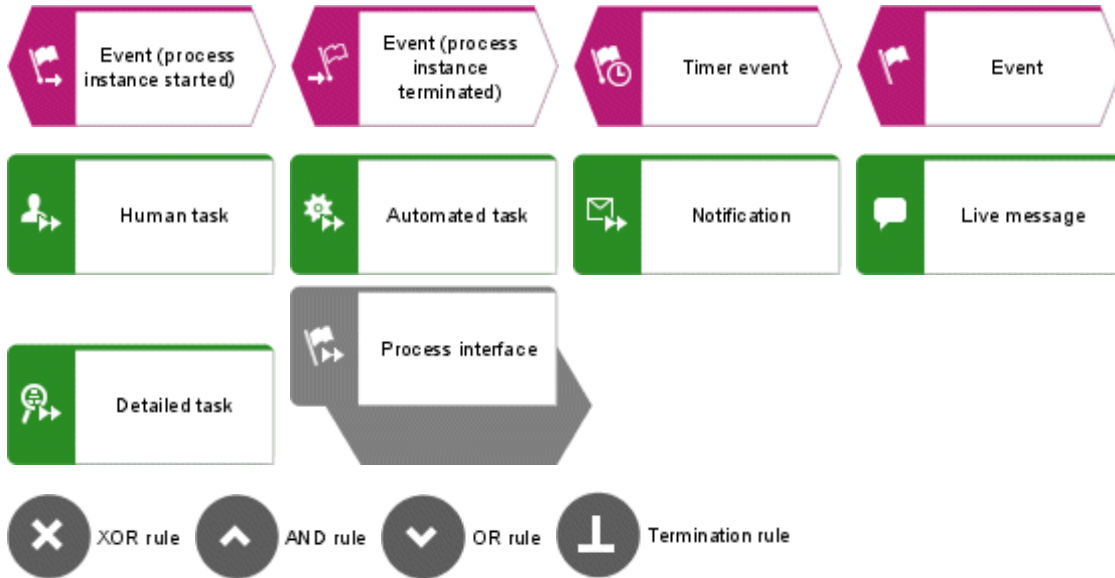 Event (process
instance started)
Event (process
instance
terminated)
Timer event
Event
Human task
Automated task
Notification
Live message
Process interface
Detailed task
XOR rule
AND rule
OR rule
Termination rule